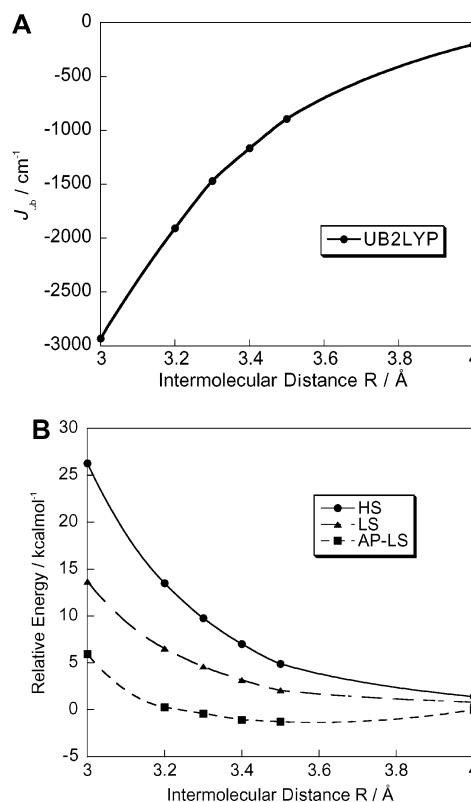 A
0
-500
-1000
-1500
-2000
-2500
-3000
J / cm-1
UB2LYP
3 3.2 3.4 3.6 3.8 4
Intermolecular Distance R / Å
B
30
25
20
15
10
5
0
-5
Relative Energy / kcalmol-1
HS
LS
AP-LS
3 3.2 3.4 3.6 3.8 4
Intermolecular Distance R / Å